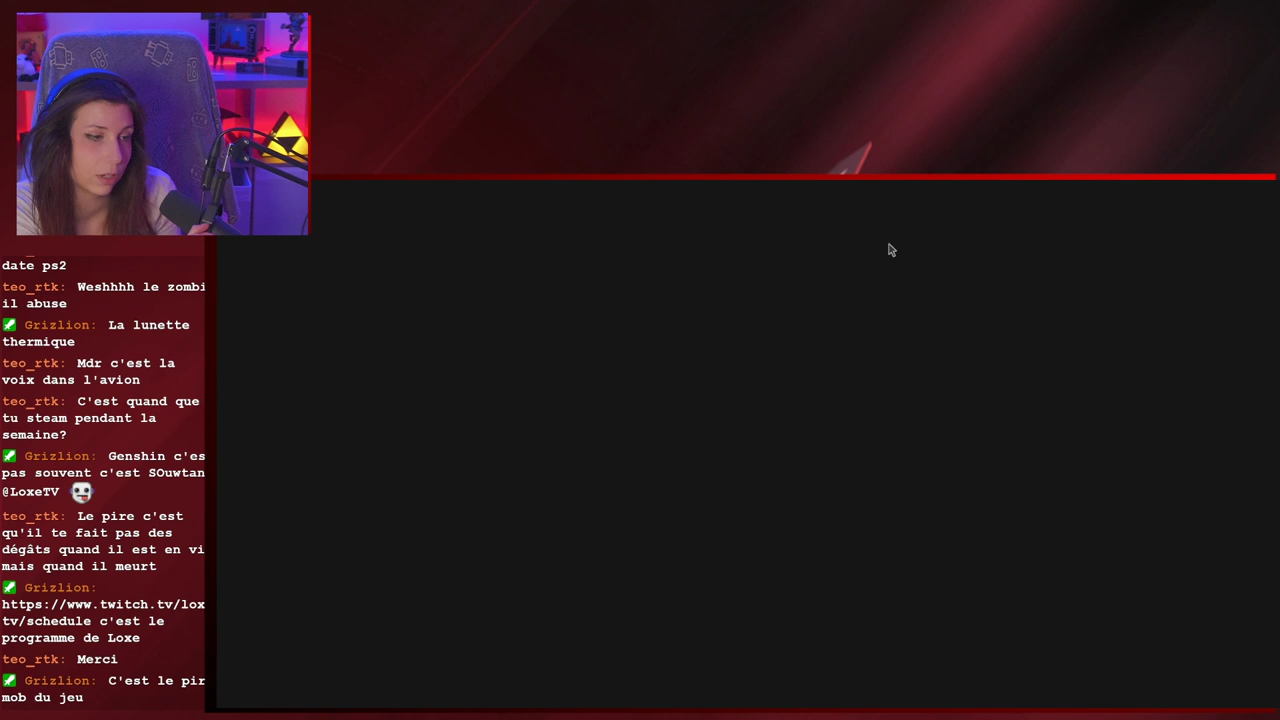 date ps2
teo_rtk: Weshhhh le zombi
il abuse
Grizlion: La lunette
thermique
teo_rtk: Mdr c'est la
voix dans l'avion
teo_rtk: C'est quand que
tu steam pendant la
semaine?
Grizlion: Genshin c'es
pas souvent c'est SOuwtan
@LoxeTV
teo_rtk: Le pire c'est
qu'il te fait pas des
dégâts quand il est en vi
mais quand il meurt
Grizlion:
https://www.twitch.tv/lox
tv/schedule c'est le
programme de Loxe
teo_rtk: Merci
Grizlion: C'est le pir
mob du jeu